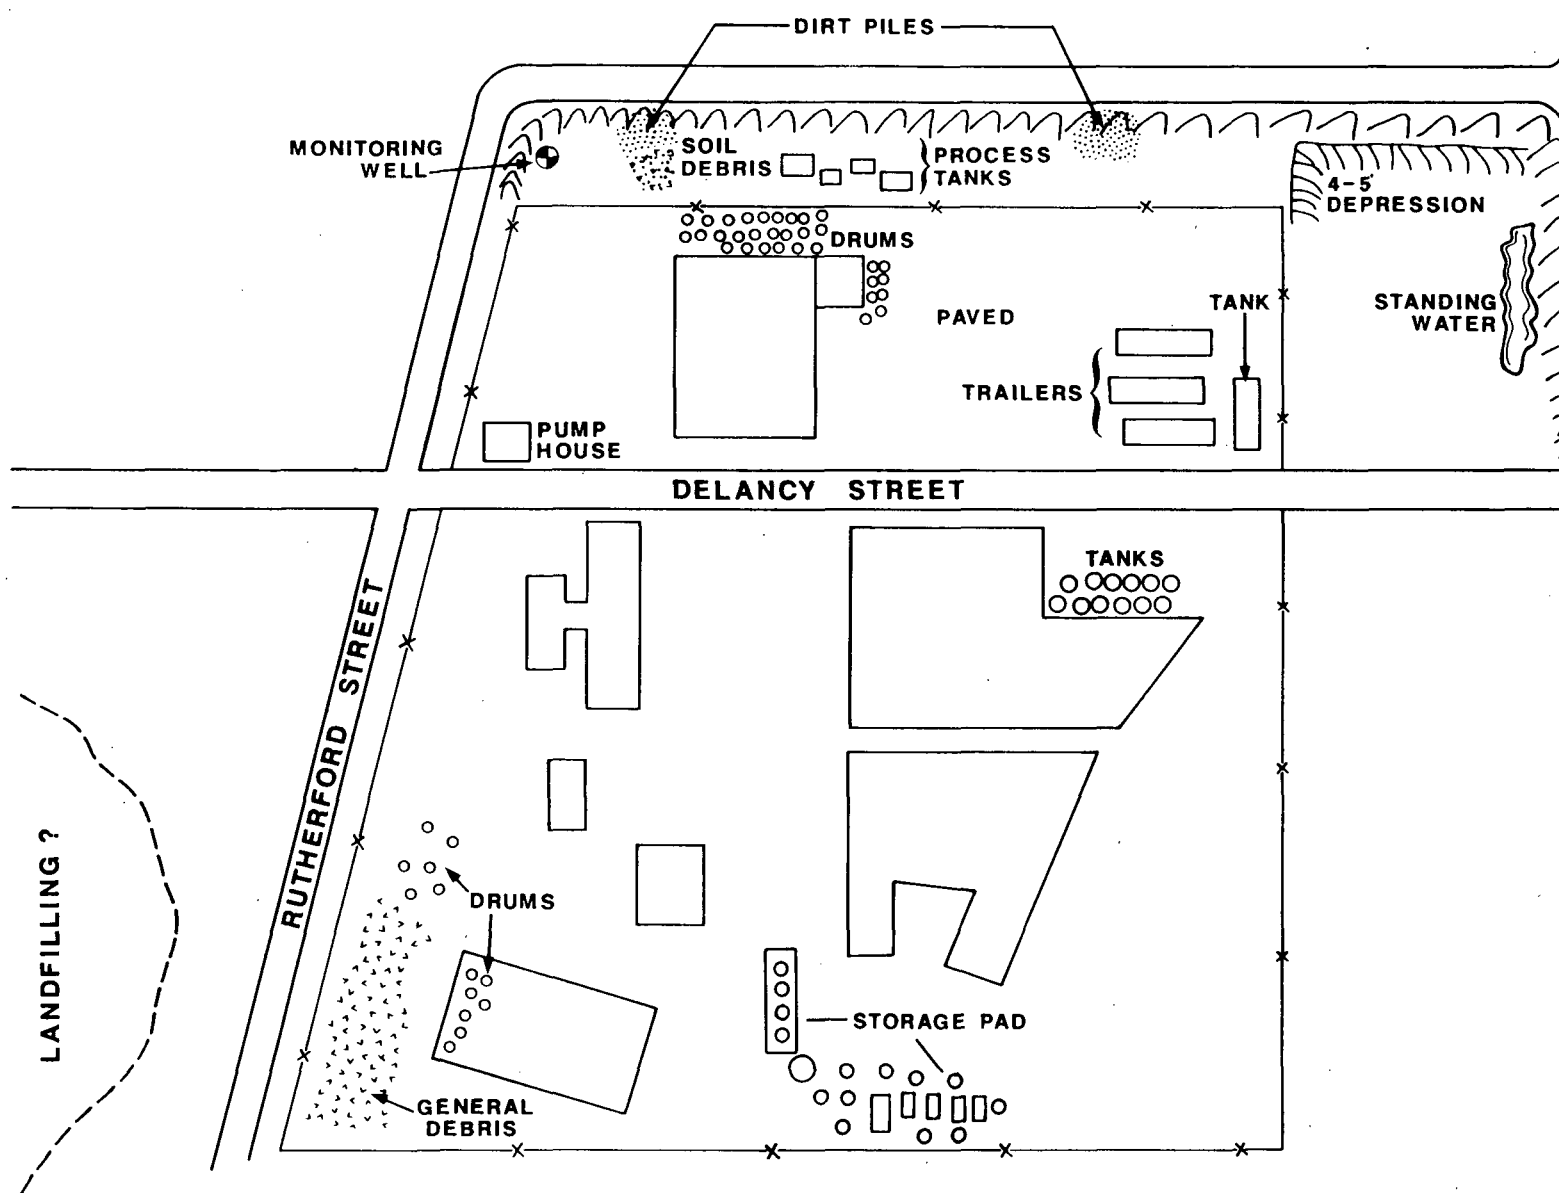 DIRT PILES
MONITORING
WELL
SOIL
DEBRIS
PROCESS
TANKS
4-5'
DEPRESSION
DRUMS
PAVED
TANK
STANDING
WATER
TRAILERS
PUMP
HOUSE
DELANCY STREET
TANKS
RUTHERFORD STREET
LANDFILLING ?
DRUMS
STORAGE PAD
GENERAL
DEBRIS